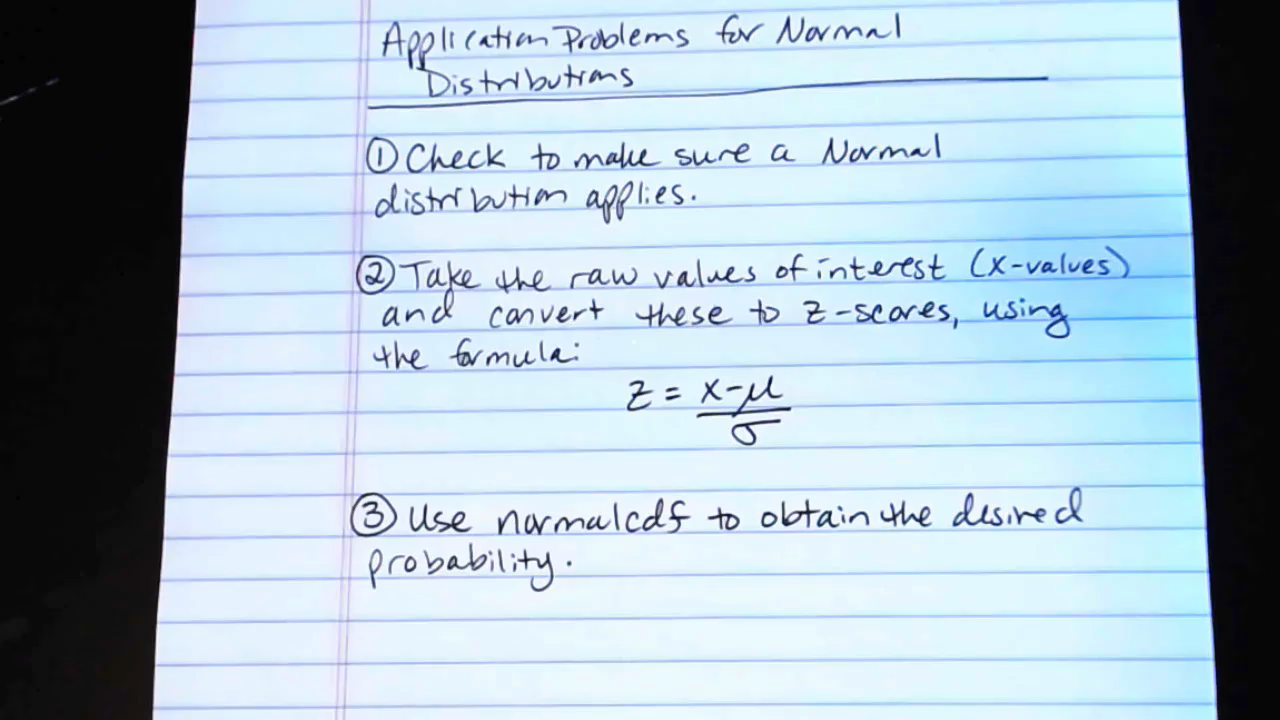 Application Problems for Normal
Distributions
① Check to make sure a Normal
distribution applies.
② Take the raw values of interest (x-values)
and convert these to z-scores, using
the formula:
z = x-μ
σ
③ Use normalcdf to obtain the desired
probability.